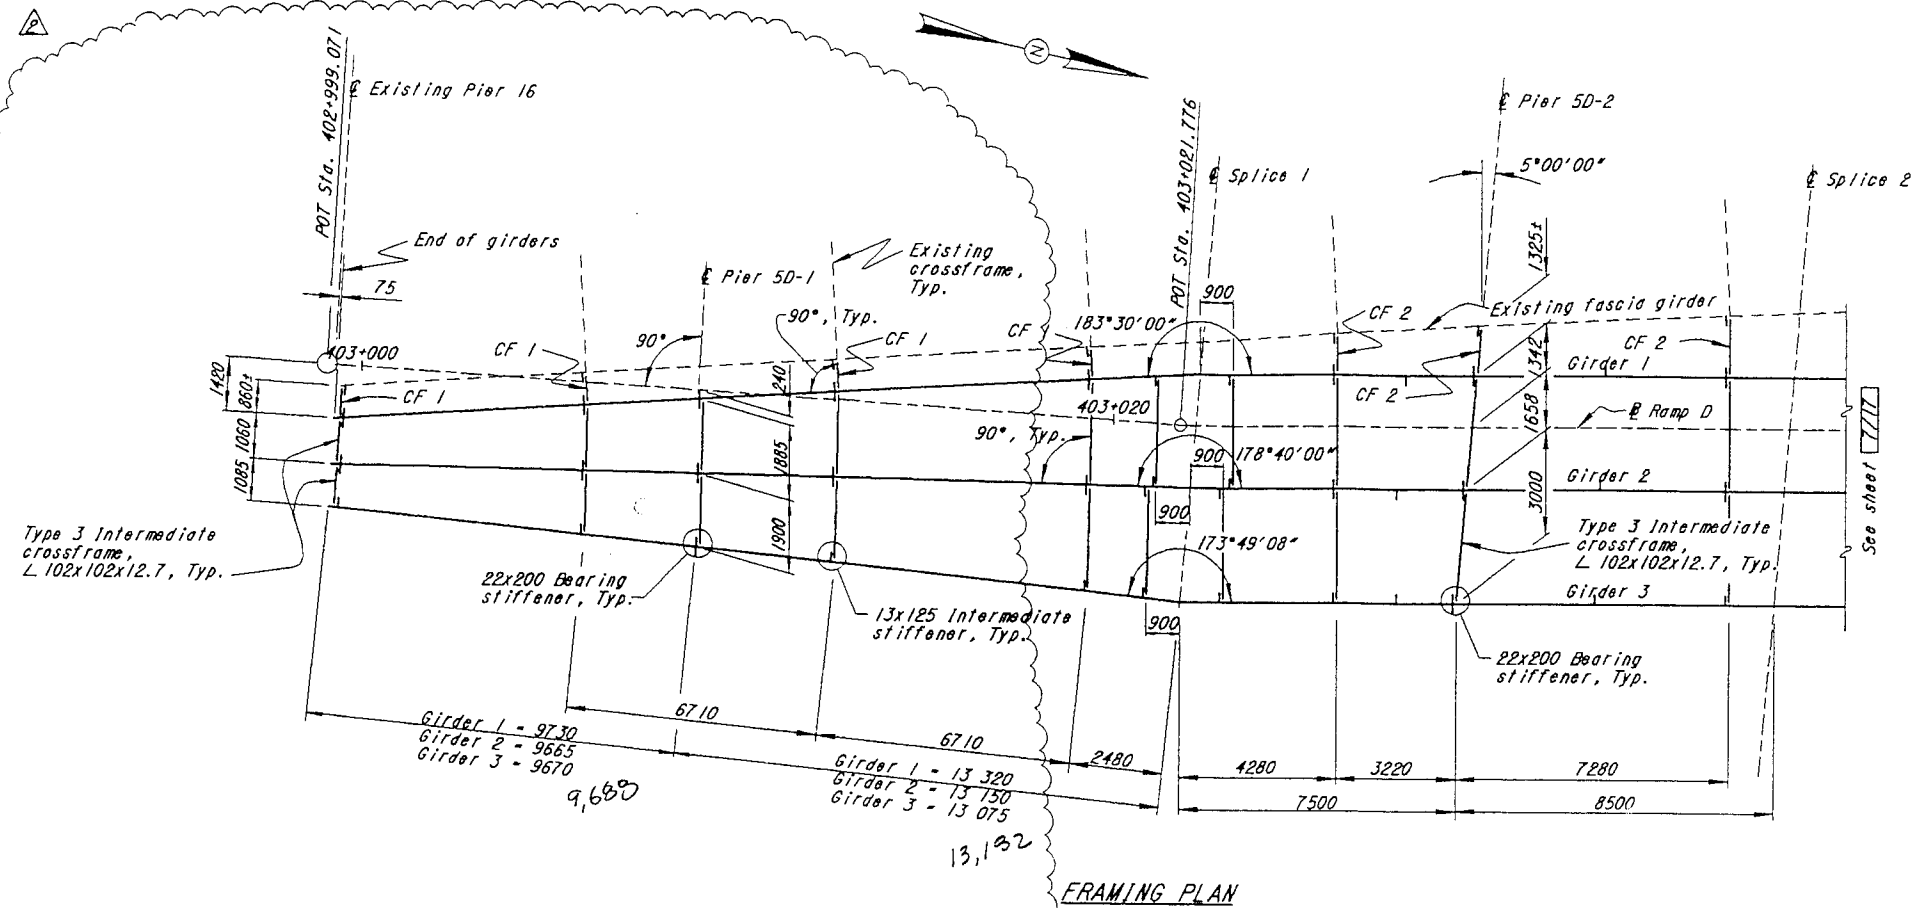 2
N
POT Sta. 402+999.071
℄ Existing Pier 16
End of girders
75
403+000
1420
860±
1060
1085
CF 1
CF 1
℄ Pier 5D-1
90°
90°, Typ.
Existing
crossframe,
Typ.
CF 1
240
1885
1900
CF
183°30'00"
POT Sta. 403+021.776
℄ Splice 1
900
403+020
90°, Typ.
178°40'00"
900
900
173°49'08"
900
℄ Pier 5D-2
5°00'00"
℄ Splice 2
1325±
CF 2
Existing fascia girder
CF 2
CF 2
Girder 1
1342
1658
℞ Ramp D
Girder 2
3000
Type 3 Intermediate
crossframe,
∠ 102x102x12.7, Typ.
Girder 3
See sheet 7/17
Type 3 Intermediate
crossframe,
∠ 102x102x12.7, Typ.
22x200 Bearing
stiffener, Typ.
13x125 Intermediate
stiffener, Typ.
22x200 Bearing
stiffener, Typ.
6710
6710
2480
Girder 1 = 9730
Girder 2 = 9665
Girder 3 = 9670
Girder 1 = 13 320
Girder 2 = 13 150
Girder 3 = 13 075
4280
3220
7280
7500
8500
FRAMING PLAN